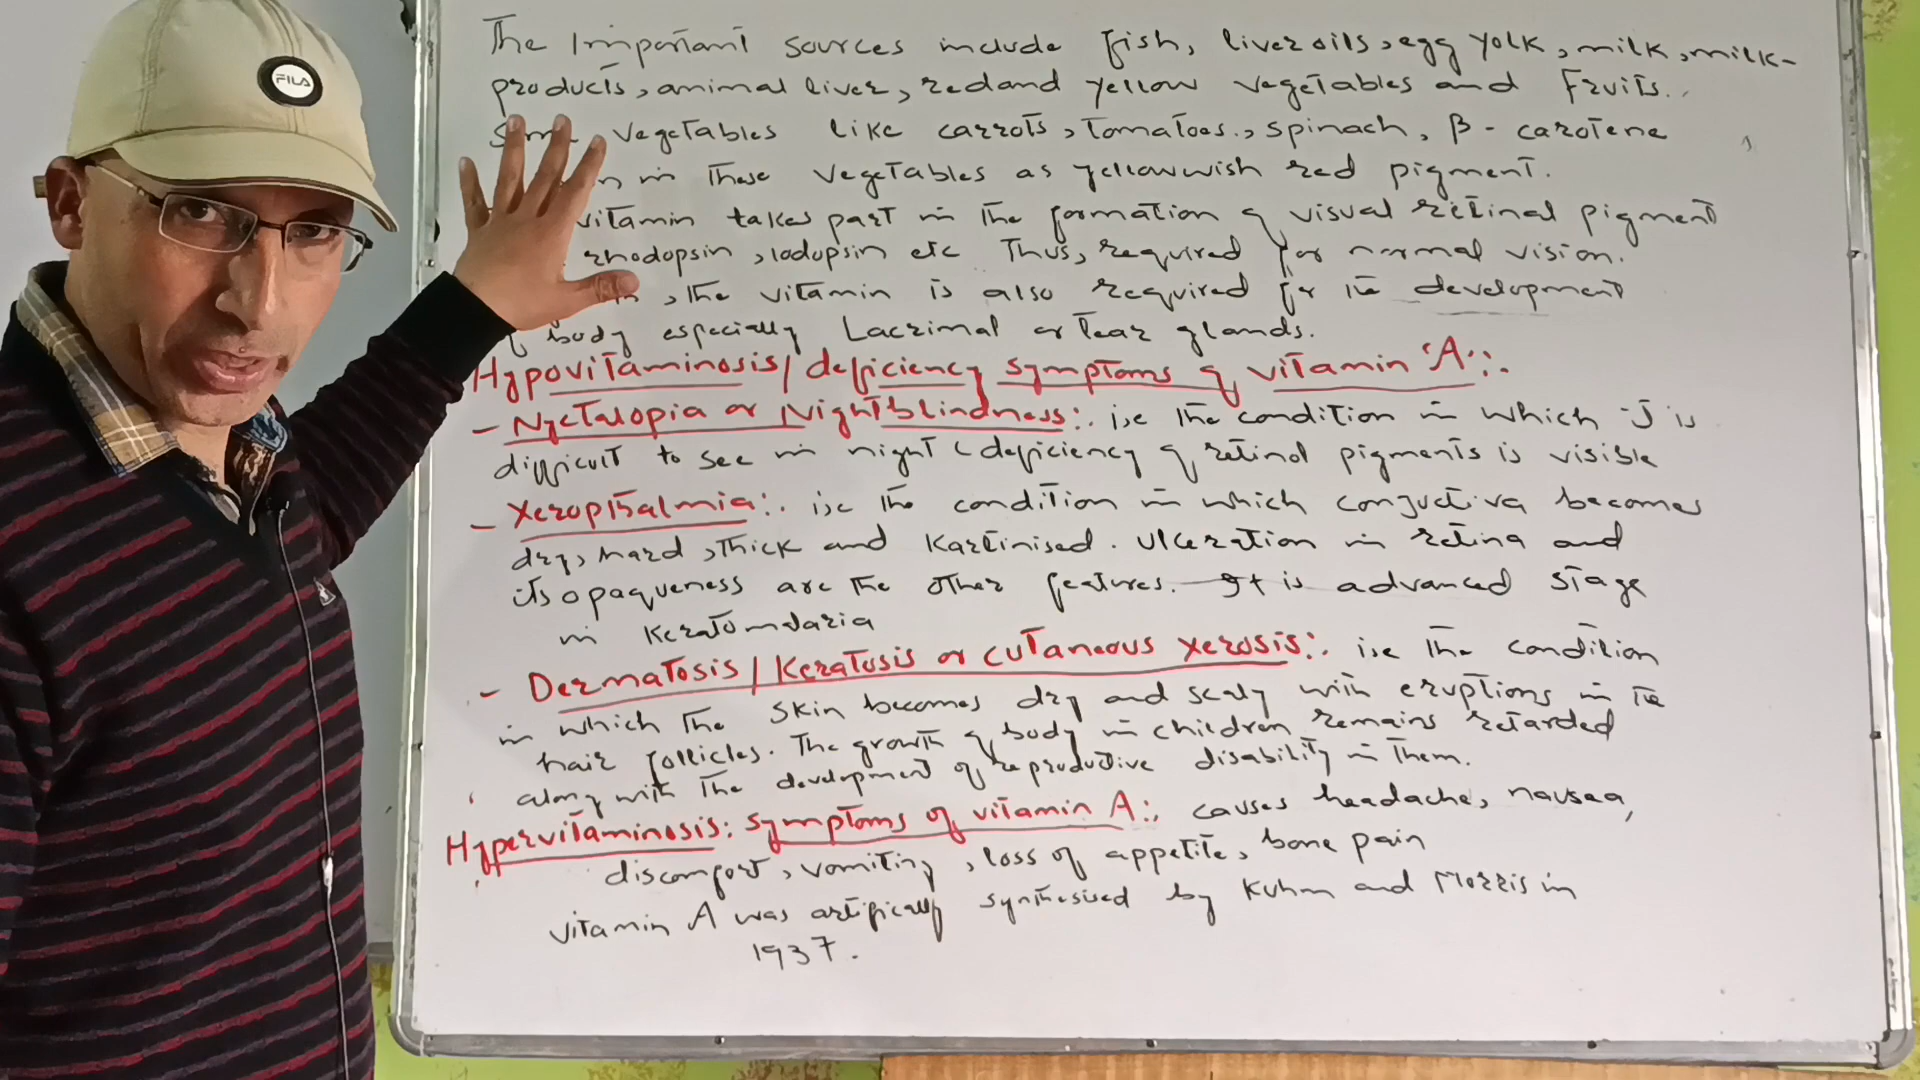 FILA
The Important sources include fish, liver oils, egg yolk, milk, milk-
products, animal liver, red and yellow vegetables and fruits.
vegetables like carrots, Tomatoes., spinach, β - carotene
in these vegetables as yellowwish red pigment.
vitamin takes part in the formation of visual retinal pigment
rhodopsin, Iodopsin etc Thus, required for normal vision.
, the vitamin is also required for the development
of body especially Lacrimal or tear glands.
Hypovitaminosis/deficiency symptoms of vitamin 'A':.
- Nyctalopia or Nightblindness:. i.e the condition in which it is
difficult to see in night (deficiency of retinol pigments is visible
- Xeropthalmia:. i.e the condition in which conjuctiva becomes
dry, hard, thick and Kartinised. Ulceration in retina and
its opaqueness are the other features. It is advanced stage
in
- Dermatosis/Keratosis or cutaneous xerosis:. i.e the condition
in which the skin becomes dry and scaly with eruptions in the
hair follicles. The growth of body in children remains retarded
along with the development of reproductive disability in them.
Hypervitaminosis: symptoms of vitamin A:. causes headache, nausea,
discomfort, vomiting, loss of appetite, bone pain
vitamin A was artifically synthesised by Kuhn and Morris in
1937.